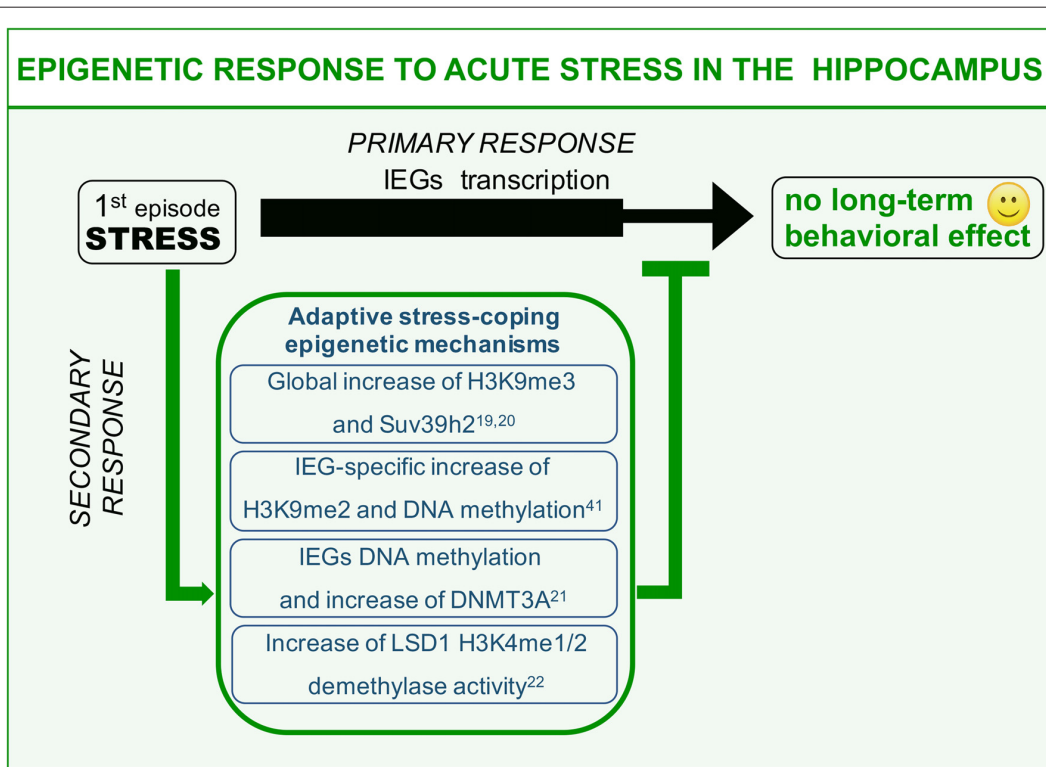 EPIGENETIC RESPONSE TO ACUTE STRESS IN THE HIPPOCAMPUS
PRIMARY RESPONSE
IEGs transcription
1st episode
STRESS
no long-term
behavioral effect
SECONDARY
RESPONSE
Adaptive stress-coping
epigenetic mechanisms
Global increase of H3K9me3
and Suv39h219,20
IEG-specific increase of
H3K9me2 and DNA methylation41
IEGs DNA methylation
and increase of DNMT3A21
Increase of LSD1 H3K4me1/2
demethylase activity22